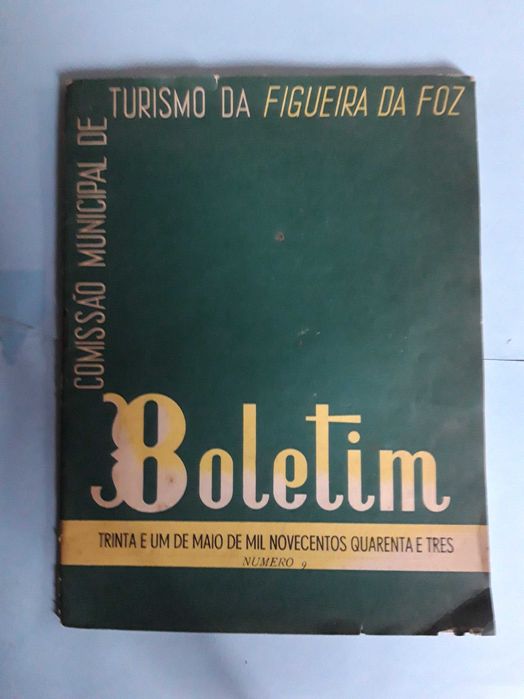 COMISSÃO MUNICIPAL DE
TURISMO DA FIGUEIRA DA FOZ
Boletim
TRINTA E UM DE MAIO DE MIL NOVECENTOS QUARENTA E TRES
NUMERO 9